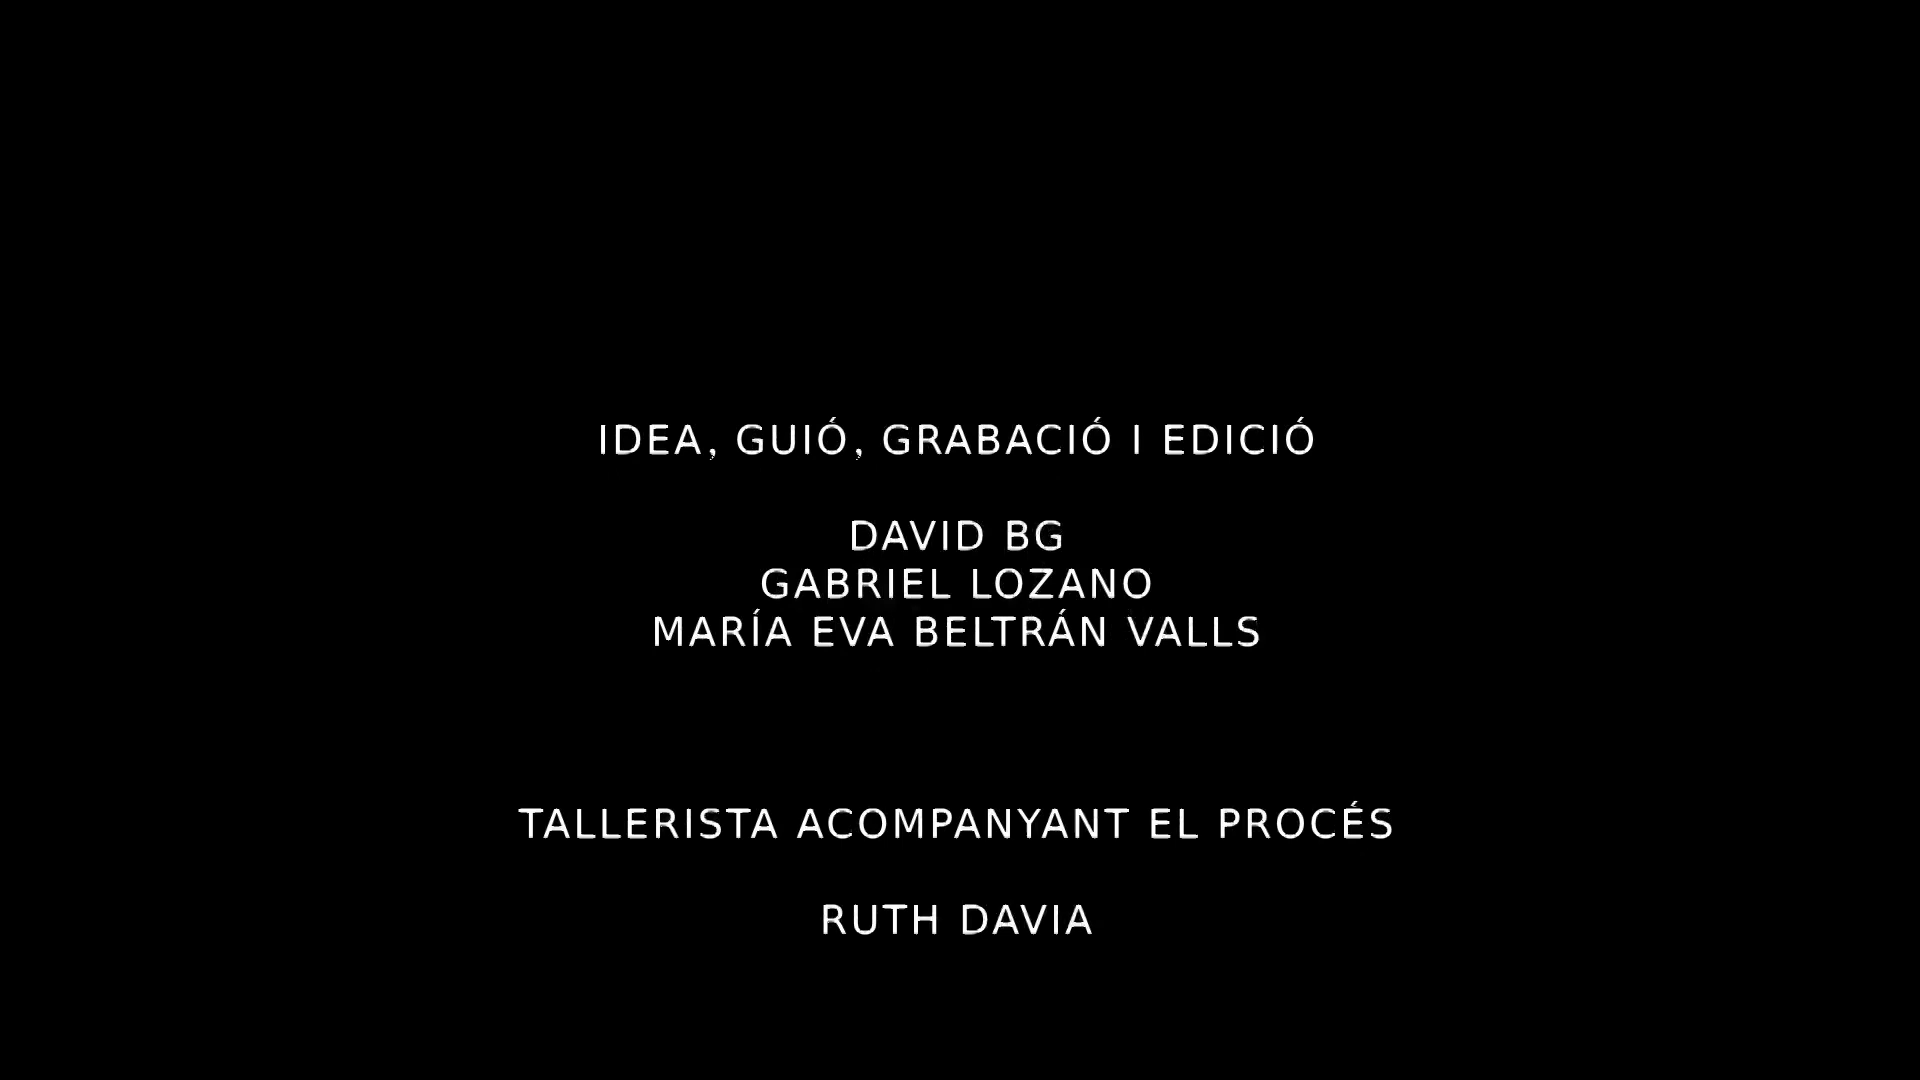 IDEA, GUIÓ, GRABACIÓ I EDICIÓ
DAVID BG
GABRIEL LOZANO
MARÍA EVA BELTRÁN VALLS
TALLERISTA ACOMPANYANT EL PROCÉS
RUTH DAVIA